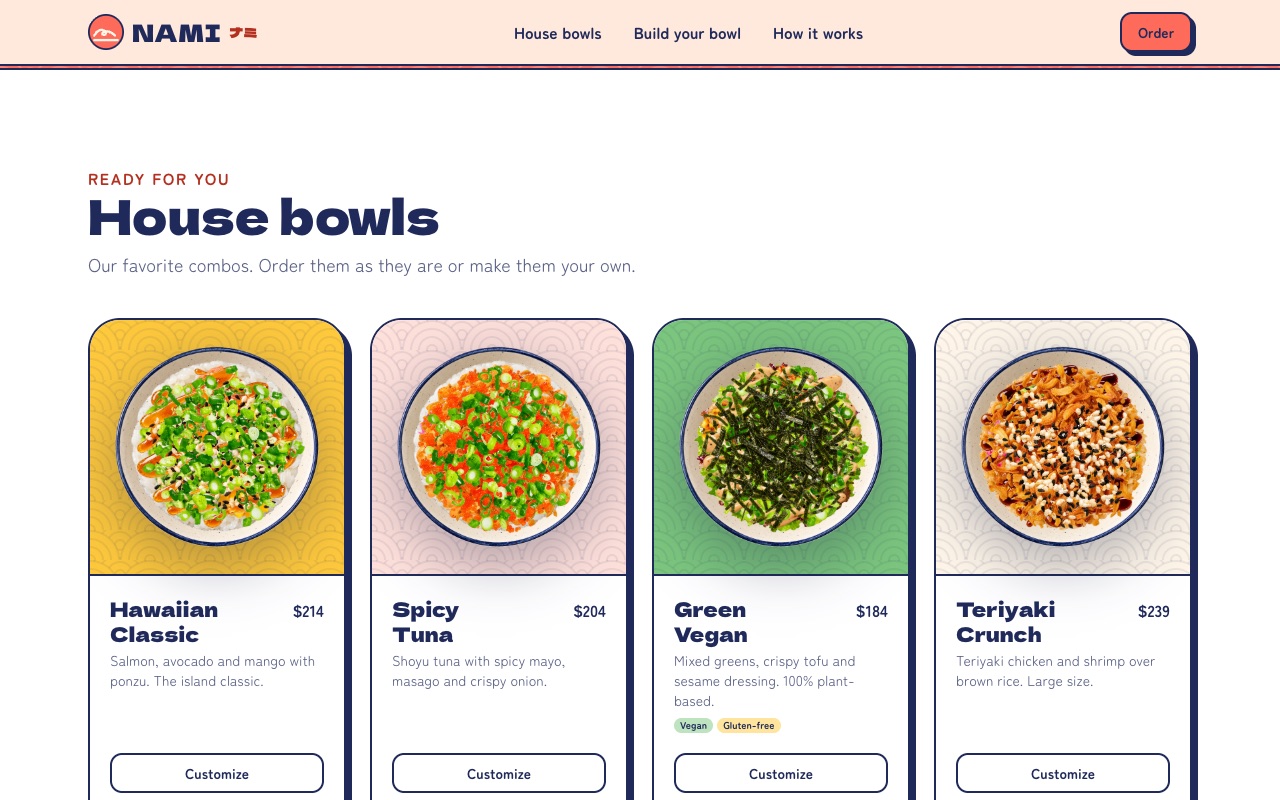 NAMI ナミ
House bowls
Build your bowl
How it works
Order
READY FOR YOU
House bowls
Our favorite combos. Order them as they are or make them your own.
Hawaiian Classic
$214
Salmon, avocado and mango with
ponzu. The island classic.
Customize
Spicy
Tuna
$204
Shoyu tuna with spicy mayo,
masago and crispy onion.
Customize
Green
Vegan
$184
Mixed greens, crispy tofu and
sesame dressing. 100% plant-
based.
Vegan
Gluten-free
Customize
Teriyaki
Crunch
$239
Teriyaki chicken and shrimp over
brown rice. Large size.
Customize